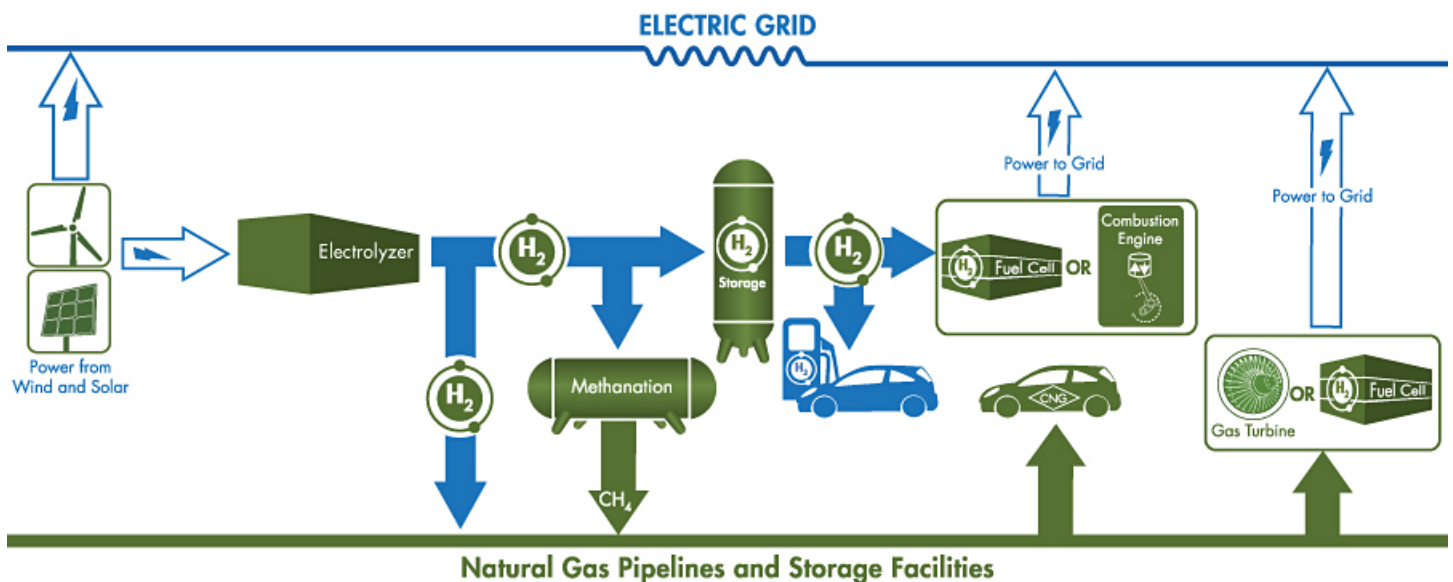 ELECTRIC GRID
Power to Grid
Power to Grid
Combustion
Engine
Electrolyzer
H2
H2
Storage
H2
H2
Fuel Cell
OR
Power from
Wind and Solar
H2
Methanation
H2
CNG
Gas Turbine
OR
H2
Fuel Cell
CH4
Natural Gas Pipelines and Storage Facilities